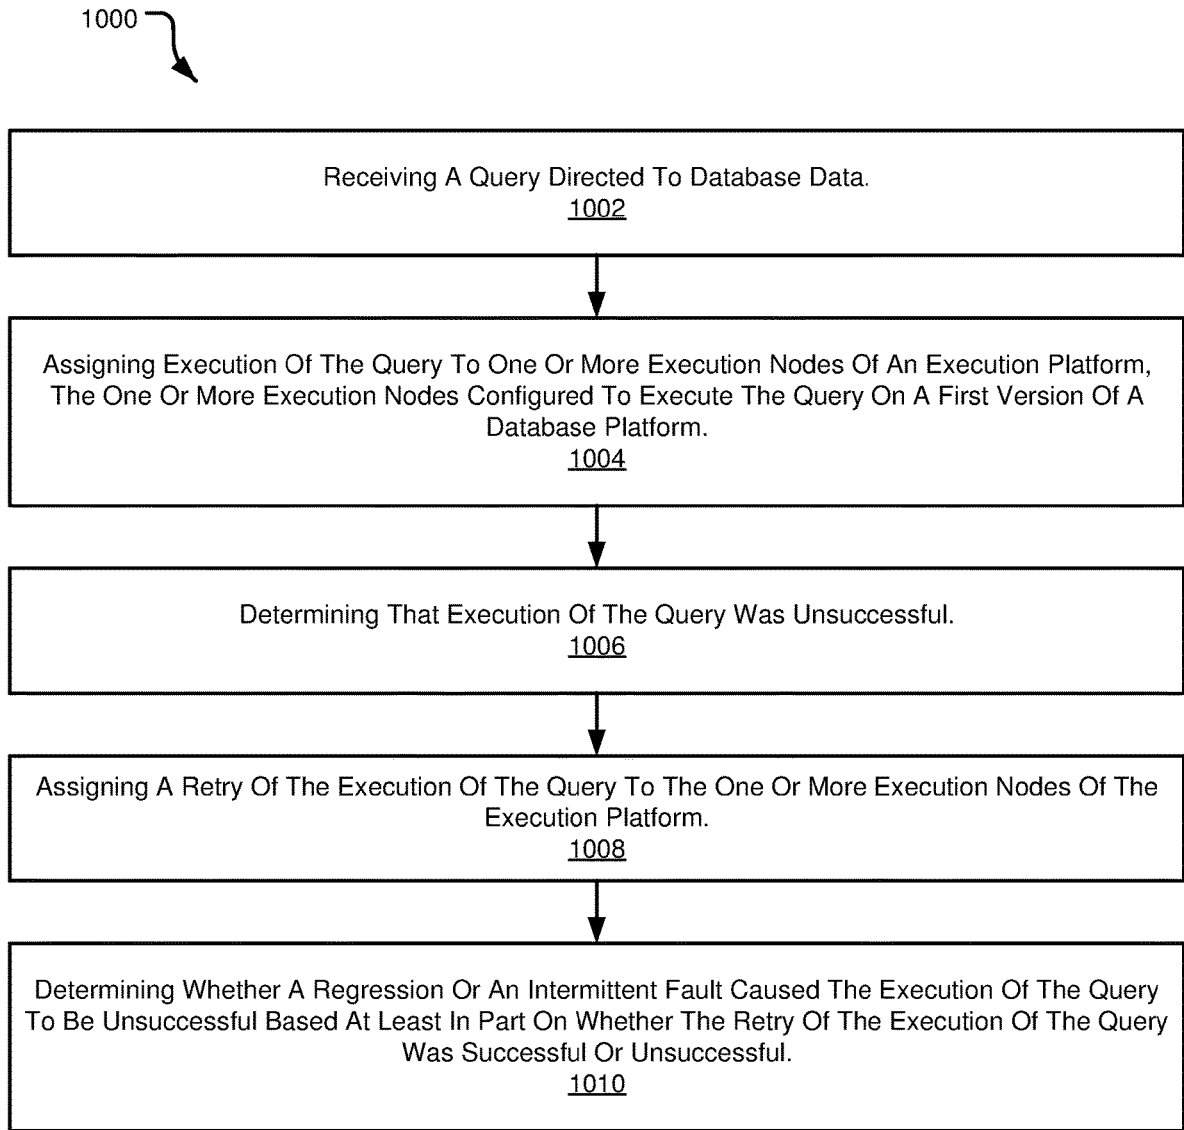 1000
Receiving A Query Directed To Database Data.
1002
Assigning Execution Of The Query To One Or More Execution Nodes Of An Execution Platform,
The One Or More Execution Nodes Configured To Execute The Query On A First Version Of A
Database Platform.
1004
Determining That Execution Of The Query Was Unsuccessful.
1006
Assigning A Retry Of The Execution Of The Query To The One Or More Execution Nodes Of The
Execution Platform.
1008
Determining Whether A Regression Or An Intermittent Fault Caused The Execution Of The Query
To Be Unsuccessful Based At Least In Part On Whether The Retry Of The Execution Of The Query
Was Successful Or Unsuccessful.
1010